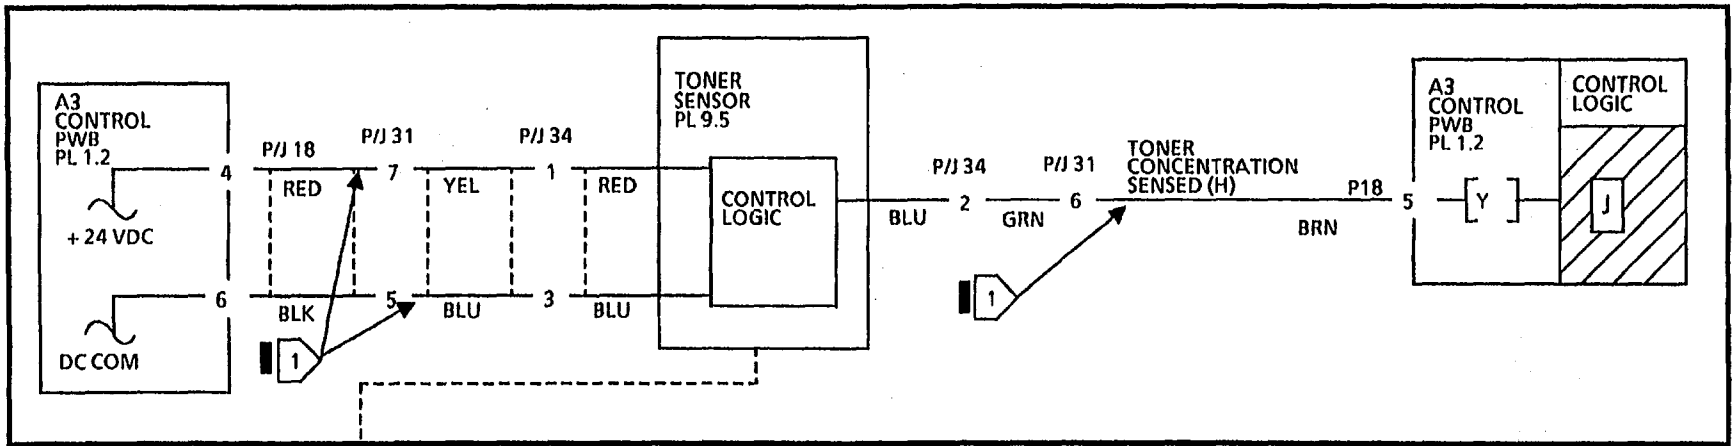 A3
CONTROL
PWB
PL 1.2
4
P/J 18
RED
P/J 31
7
YEL
P/J 34
1
RED
+ 24 VDC
6
BLK
5
BLU
3
BLU
DC COM
1
TONER
SENSOR
PL 9.5
CONTROL
LOGIC
BLU
P/J 34
2
GRN
P/J 31
6
TONER
CONCENTRATION
SENSED (H)
BRN
P18
5
1
A3
CONTROL
PWB
PL 1.2
Y
CONTROL
LOGIC
J